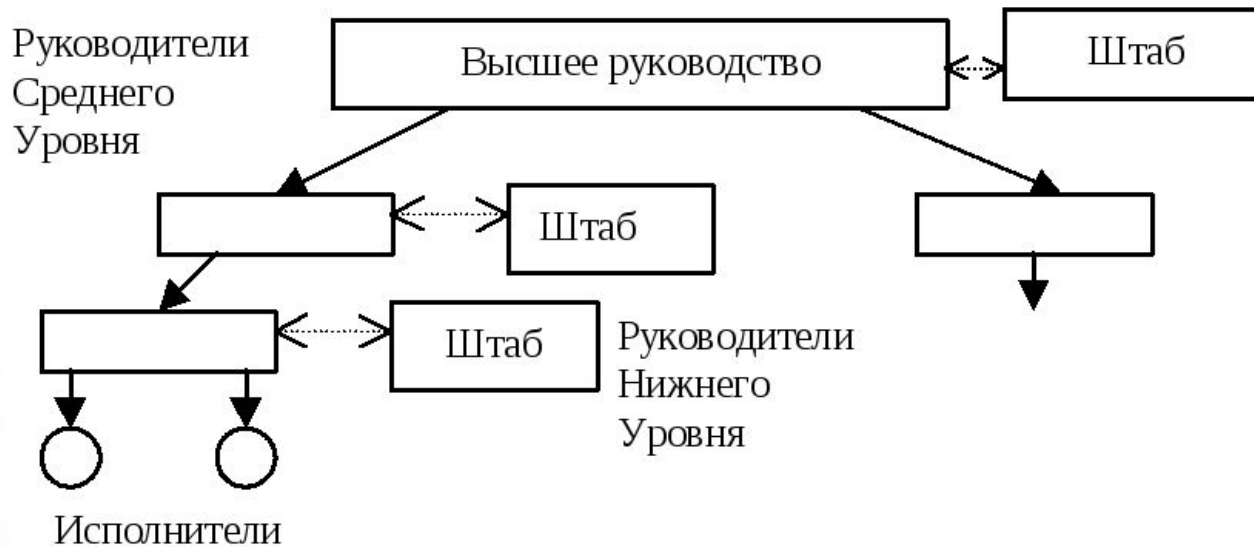 Руководители
Среднего
Уровня
Высшее руководство
Штаб
Штаб
Штаб
Руководители
Нижнего
Уровня
Исполнители